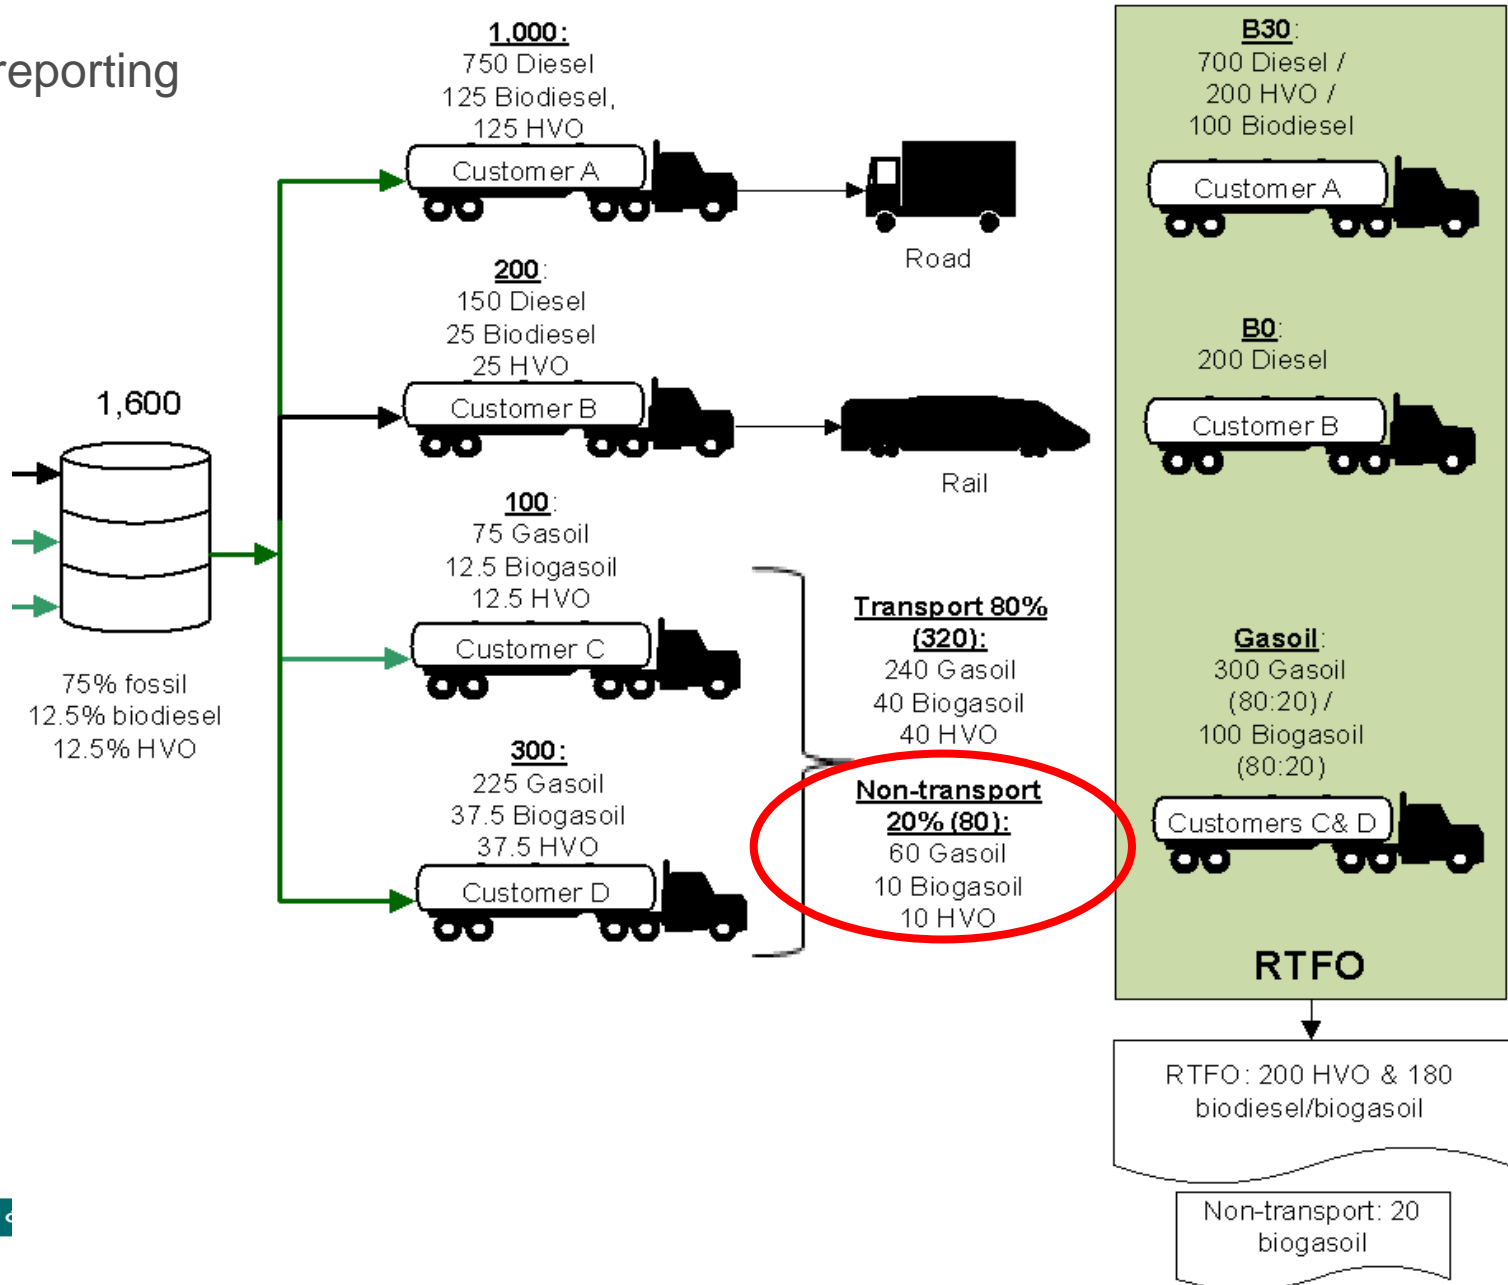 reporting
1,000:
750 Diesel
125 Biodiesel,
125 HVO
Customer A
Road
200:
150 Diesel
25 Biodiesel
25 HVO
Customer B
Rail
1,600
75% fossil
12.5% biodiesel
12.5% HVO
100:
75 Gasoil
12.5 Biogasoil
12.5 HVO
Customer C
300:
225 Gasoil
37.5 Biogasoil
37.5 HVO
Customer D
Transport 80%
(320):
240 Gasoil
40 Biogasoil
40 HVO
Non-transport
20% (80):
60 Gasoil
10 Biogasoil
10 HVO
B30:
700 Diesel /
200 HVO /
100 Biodiesel
Customer A
B0:
200 Diesel
Customer B
Gasoil:
300 Gasoil
(80:20) /
100 Biogasoil
(80:20)
Customers C& D
RTFO
RTFO: 200 HVO & 180
biodiesel/biogasoil
Non-transport: 20
biogasoil